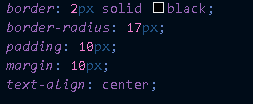 border: 2px solid black;
border-radius: 17px;
padding: 10px;
margin: 10px;
text-align: center;